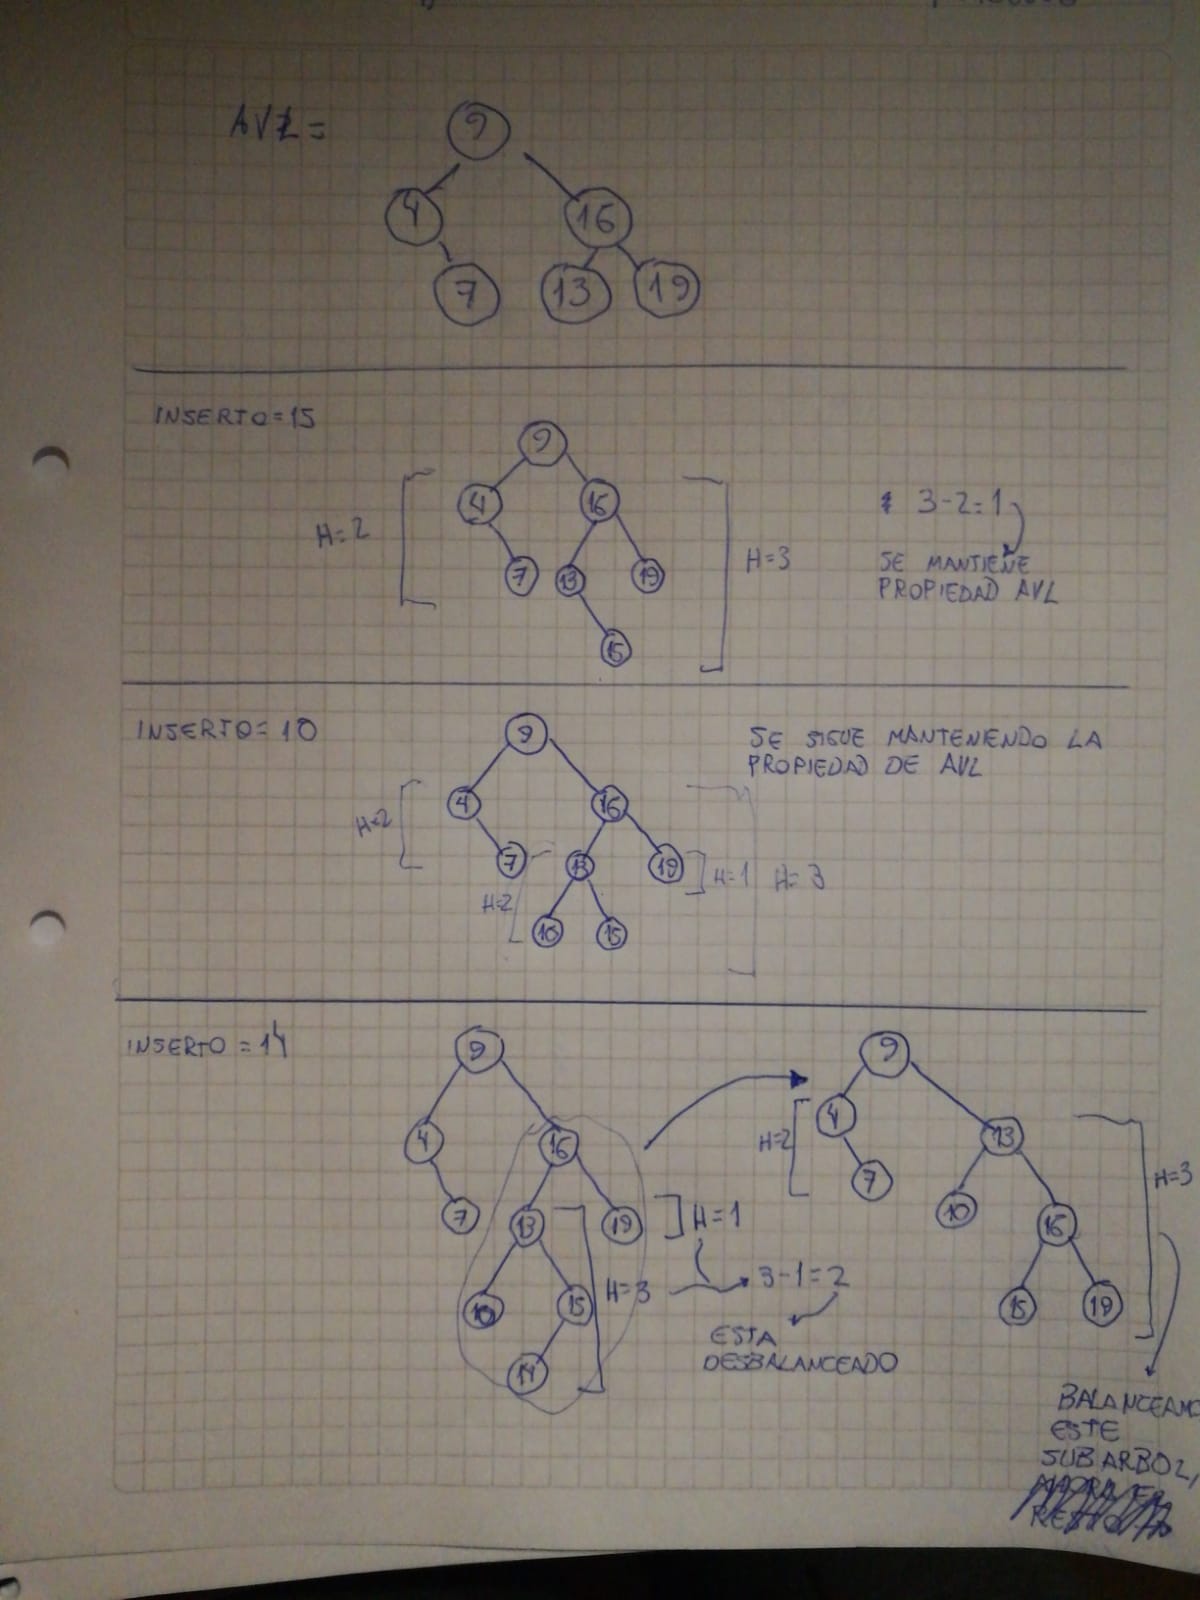 AVL =
9
4 16
7 13 19
INSERTO = 15
9
4 16
H=2
7 13 19
15
H=3
3-2=1
SE MANTIENE
PROPIEDAD AVL
INSERTO = 10
9
4 16
H=2
7 13 19
H=2
10 15
H=1 H=3
SE SIGUE MANTENIENDO LA
PROPIEDAD DE AVL
INSERTO = 14
9
4 16
7 13 19
10 15
14
H=1
H=3
3-1=2
ESTA
DESBALANCEADO
9
4 13
H=2
7 10 16
15 19
H=3
BALANCEAMO
ESTE
SUBARBOL,